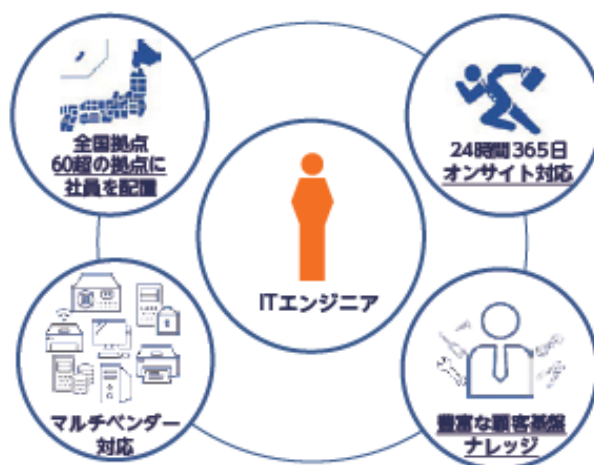 全国拠点
60超の拠点に
社員を配置
24時間365日
オンサイト対応
ITエンジニア
マルチベンダー
対応
豊富な顧客基盤
ナレッジ